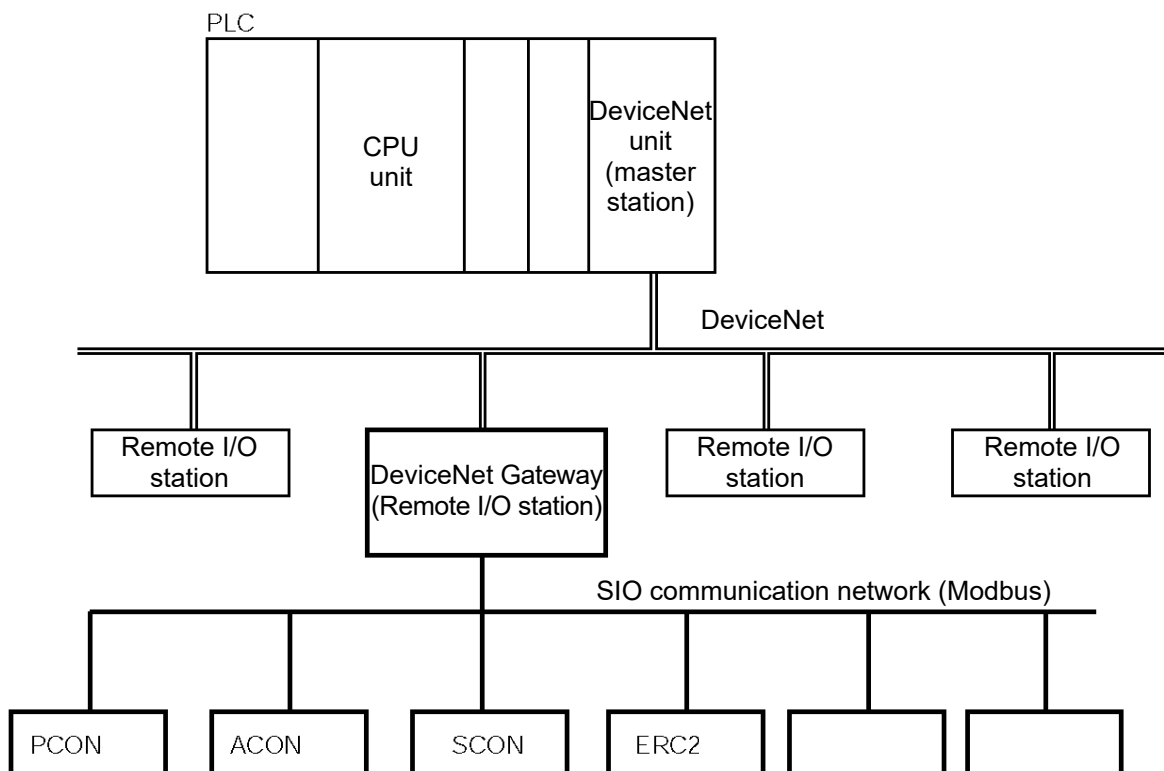 PLC
CPU
unit
DeviceNet
unit
(master
station)
DeviceNet
Remote I/O
station
DeviceNet Gateway
(Remote I/O station)
Remote I/O
station
Remote I/O
station
SIO communication network (Modbus)
PCON
ACON
SCON
ERC2